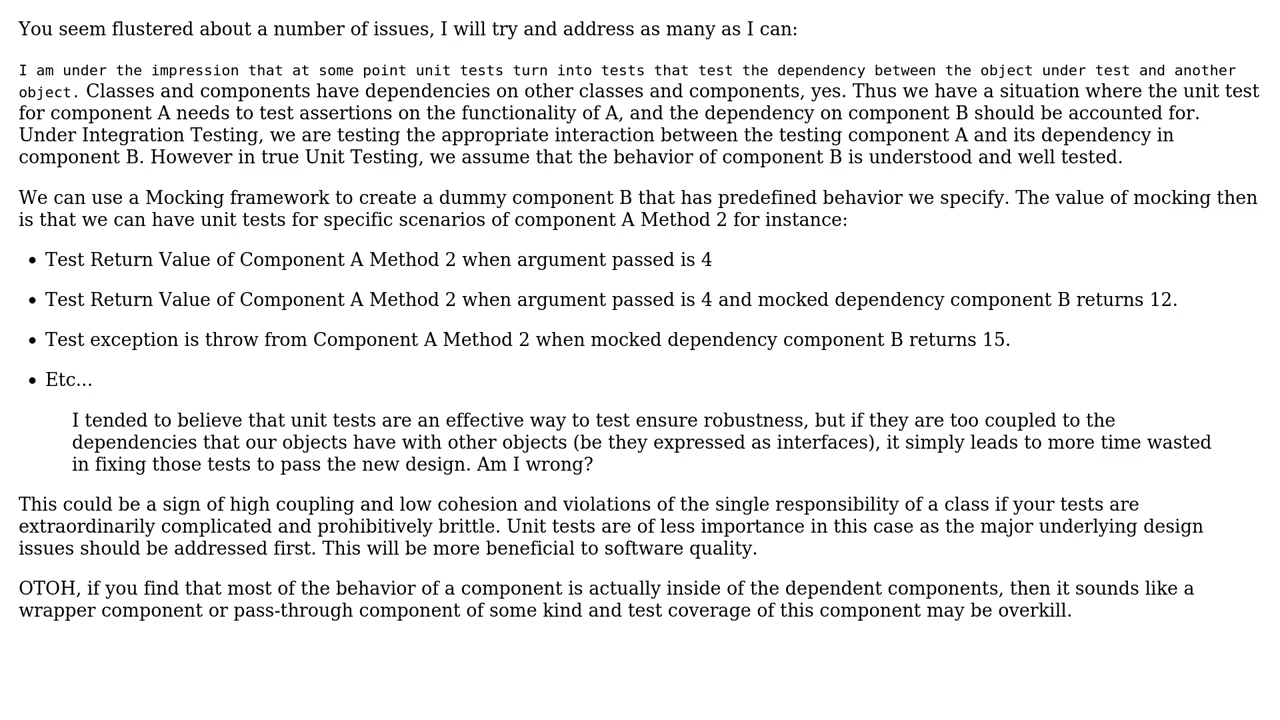 You seem flustered about a number of issues, I will try and address as many as I can:
I am under the impression that at some point unit tests turn into tests that test the dependency between the object under test and another
object. Classes and components have dependencies on other classes and components, yes. Thus we have a situation where the unit test
for component A needs to test assertions on the functionality of A, and the dependency on component B should be accounted for.
Under Integration Testing, we are testing the appropriate interaction between the testing component A and its dependency in
component B. However in true Unit Testing, we assume that the behavior of component B is understood and well tested.
We can use a Mocking framework to create a dummy component B that has predefined behavior we specify. The value of mocking then
is that we can have unit tests for specific scenarios of component A Method 2 for instance:
• Test Return Value of Component A Method 2 when argument passed is 4
• Test Return Value of Component A Method 2 when argument passed is 4 and mocked dependency component B returns 12.
• Test exception is throw from Component A Method 2 when mocked dependency component B returns 15.
• Etc...
I tended to believe that unit tests are an effective way to test ensure robustness, but if they are too coupled to the
dependencies that our objects have with other objects (be they expressed as interfaces), it simply leads to more time wasted
in fixing those tests to pass the new design. Am I wrong?
This could be a sign of high coupling and low cohesion and violations of the single responsibility of a class if your tests are
extraordinarily complicated and prohibitively brittle. Unit tests are of less importance in this case as the major underlying design
issues should be addressed first. This will be more beneficial to software quality.
OTOH, if you find that most of the behavior of a component is actually inside of the dependent components, then it sounds like a
wrapper component or pass-through component of some kind and test coverage of this component may be overkill.